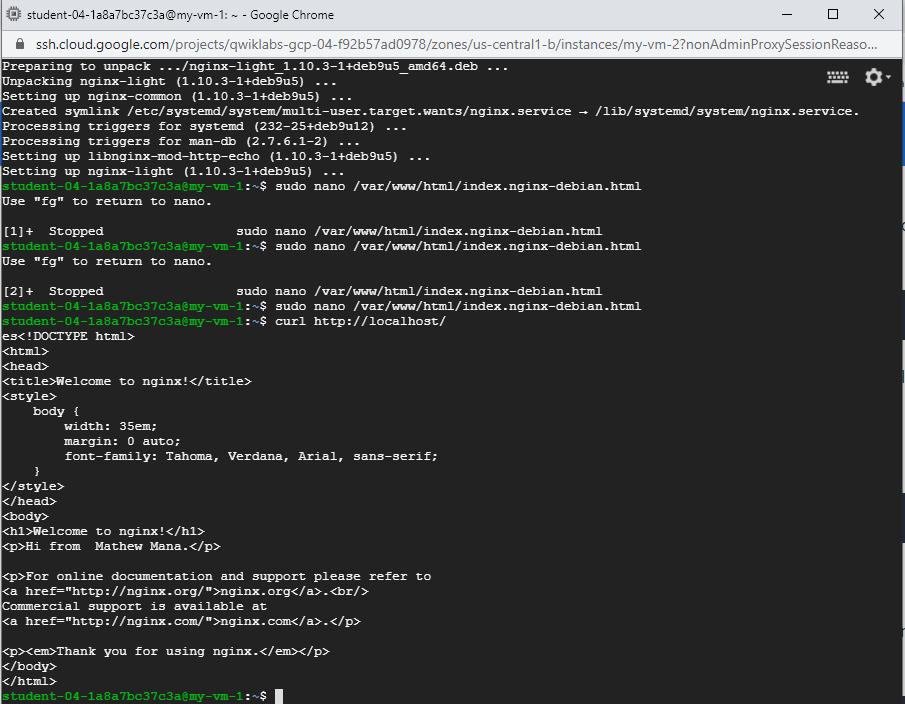 student-04-1a8a7bc37c3a@my-vm-1: ~ - Google Chrome
ssh.cloud.google.com/projects/qwiklabs-gcp-04-f92b57ad0978/zones/us-central1-b/instances/my-vm-2?nonAdminProxySessionReaso...
Preparing to unpack .../nginx-light_1.10.3-1+deb9u5_amd64.deb ...
Unpacking nginx-light (1.10.3-1+deb9u5) ...
Setting up nginx-common (1.10.3-1+deb9u5) ...
Created symlink /etc/systemd/system/multi-user.target.wants/nginx.service → /lib/systemd/system/nginx.service.
Processing triggers for systemd (232-25+deb9u12) ...
Processing triggers for man-db (2.7.6.1-2) ...
Setting up libnginx-mod-http-echo (1.10.3-1+deb9u5) ...
Setting up nginx-light (1.10.3-1+deb9u5) ...
student-04-1a8a7bc37c3a@my-vm-1:~$ sudo nano /var/www/html/index.nginx-debian.html
Use "fg" to return to nano.
[1]+  Stopped                 sudo nano /var/www/html/index.nginx-debian.html
student-04-1a8a7bc37c3a@my-vm-1:~$ sudo nano /var/www/html/index.nginx-debian.html
Use "fg" to return to nano.
[2]+  Stopped                 sudo nano /var/www/html/index.nginx-debian.html
student-04-1a8a7bc37c3a@my-vm-1:~$ sudo nano /var/www/html/index.nginx-debian.html
student-04-1a8a7bc37c3a@my-vm-1:~$ curl http://localhost/
es<!DOCTYPE html>
<html>
<head>
<title>Welcome to nginx!</title>
<style>
    body {
        width: 35em;
        margin: 0 auto;
        font-family: Tahoma, Verdana, Arial, sans-serif;
    }
</style>
</head>
<body>
<h1>Welcome to nginx!</h1>
<p>Hi from  Mathew Mana.</p>
<p>For online documentation and support please refer to
<a href="http://nginx.org/">nginx.org</a>.<br/>
Commercial support is available at
<a href="http://nginx.com/">nginx.com</a>.</p>
<p><em>Thank you for using nginx.</em></p>
</body>
</html>
student-04-1a8a7bc37c3a@my-vm-1:~$